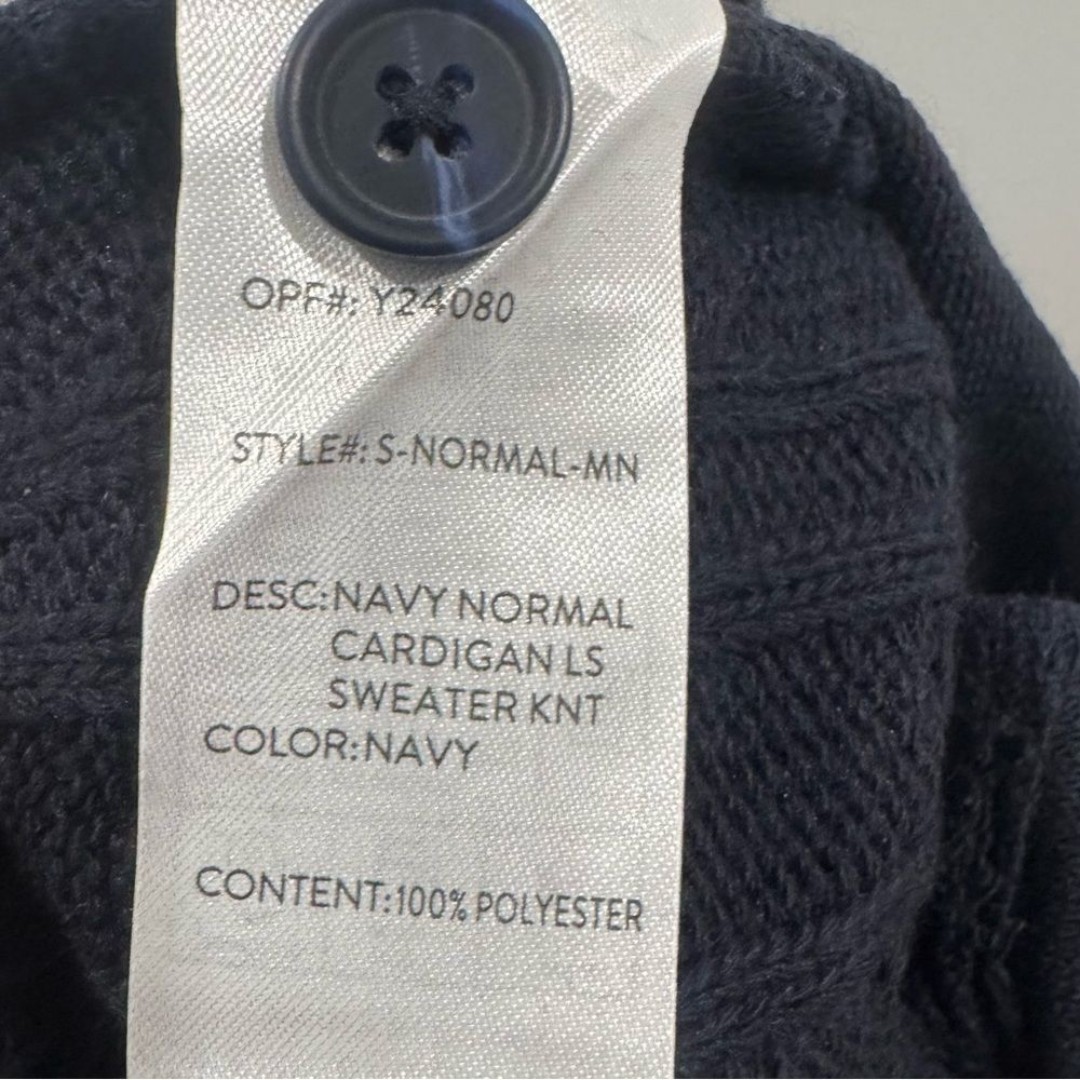 OPF#: Y24080
STYLE#: S-NORMAL-MN
DESC:NAVY NORMAL
CARDIGAN LS
SWEATER KNT
COLOR:NAVY
CONTENT:100% POLYESTER